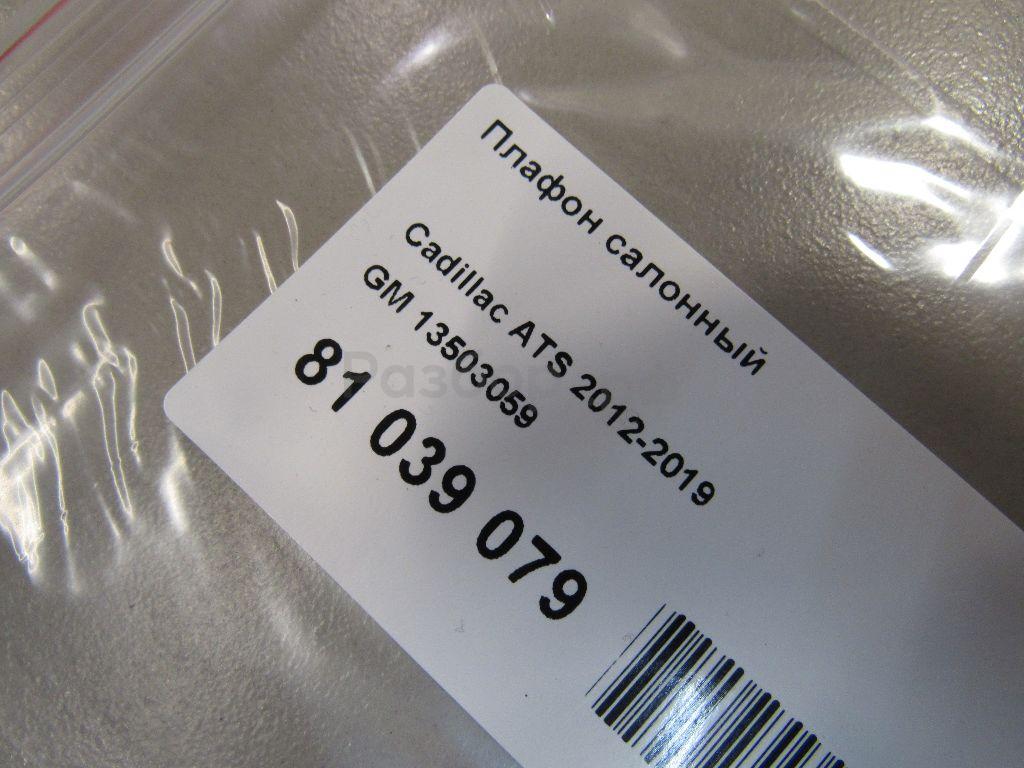 Плафон салонный
Cadillac ATS 2012-2019
GM 13503059
81 039 079